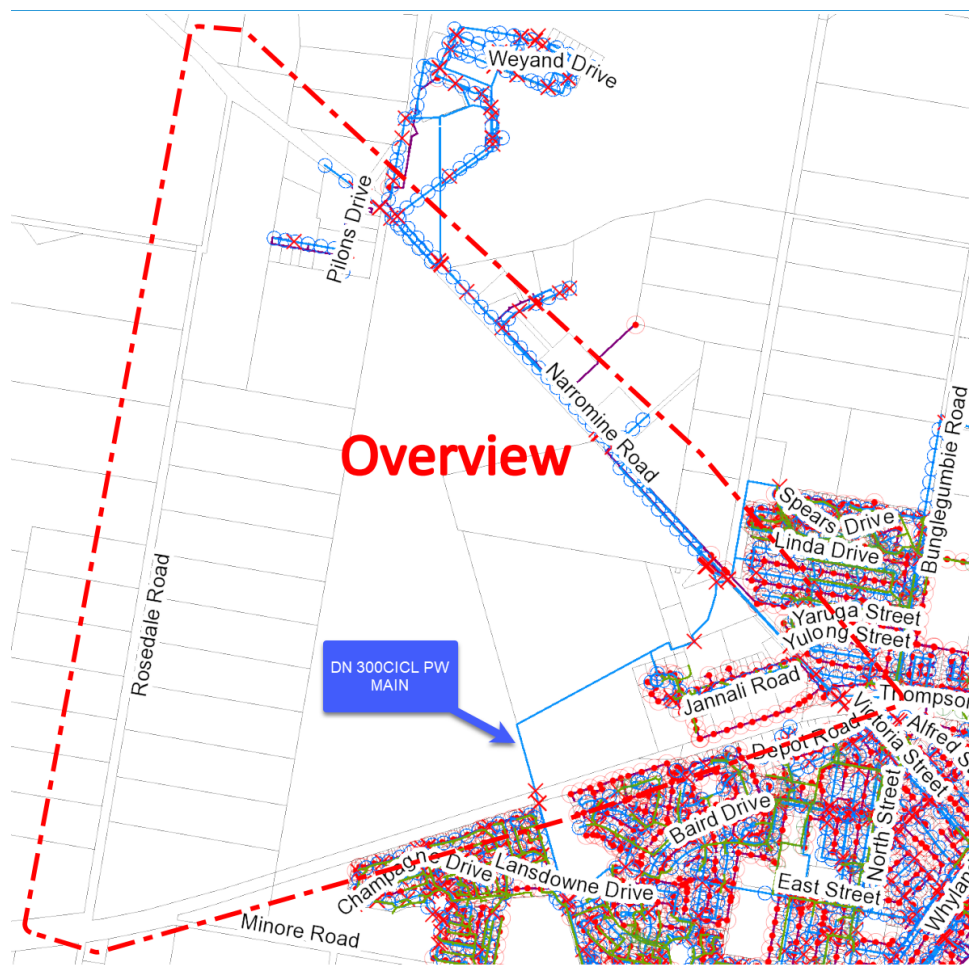 Weyand Drive
Pilons Drive
Narromine Road
Bunglegumbie Road
Overview
Spears Drive
Linda Drive
Rosedale Road
Yaruga Street
Yulong Street
DN 300CICL PW
MAIN
Jannali Road
Thompson
Victoria Street
Alfred S
Depot Road
North Street
Baird Drive
Champagne Drive
Lansdowne Drive
East Street
Whylan
Minore Road